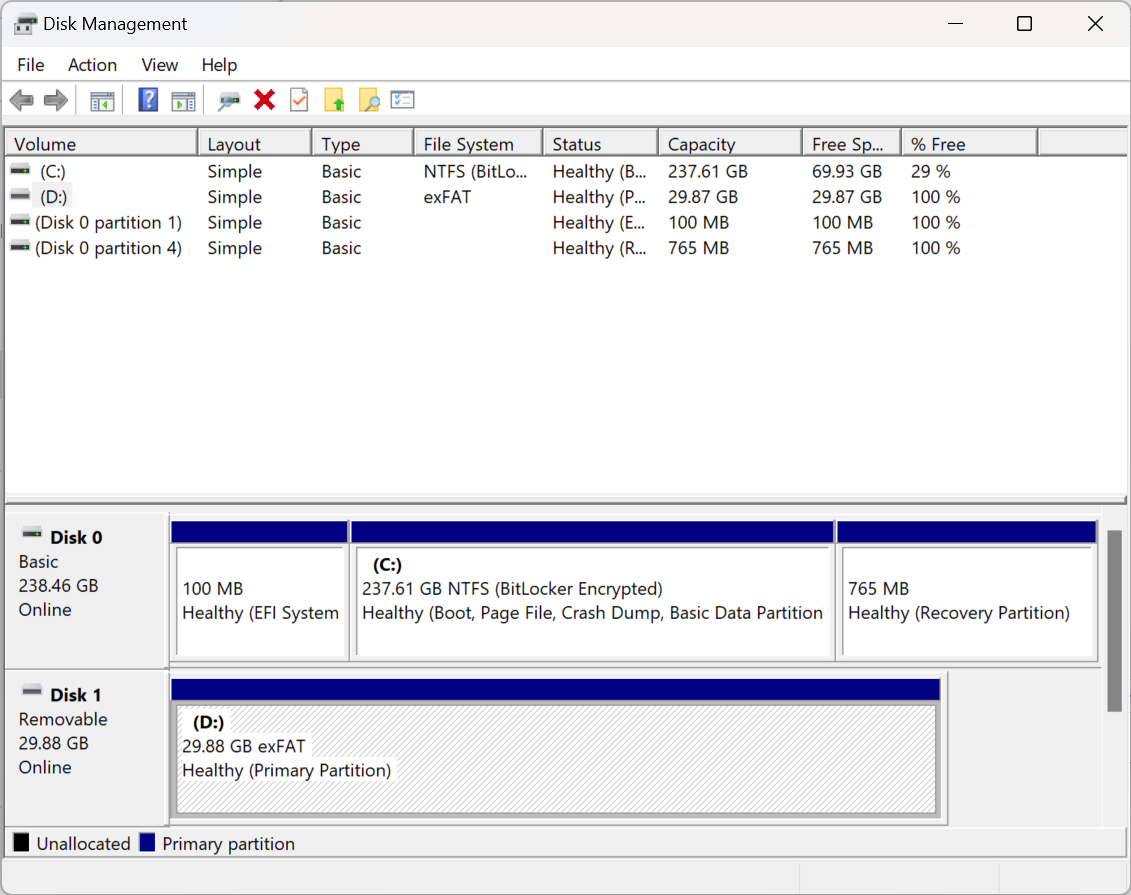 Disk Management
File Action View Help
Volume Layout Type File System Status Capacity Free Sp... % Free
(C:) Simple Basic NTFS (BitLo... Healthy (B... 237.61 GB 69.93 GB 29 %
(D:) Simple Basic exFAT Healthy (P... 29.87 GB 29.87 GB 100 %
(Disk 0 partition 1) Simple Basic Healthy (E... 100 MB 100 MB 100 %
(Disk 0 partition 4) Simple Basic Healthy (R... 765 MB 765 MB 100 %
Disk 0
Basic
238.46 GB
Online
100 MB
Healthy (EFI System
(C:)
237.61 GB NTFS (BitLocker Encrypted)
Healthy (Boot, Page File, Crash Dump, Basic Data Partition
765 MB
Healthy (Recovery Partition)
Disk 1
Removable
29.88 GB
Online
(D:)
29.88 GB exFAT
Healthy (Primary Partition)
Unallocated Primary partition